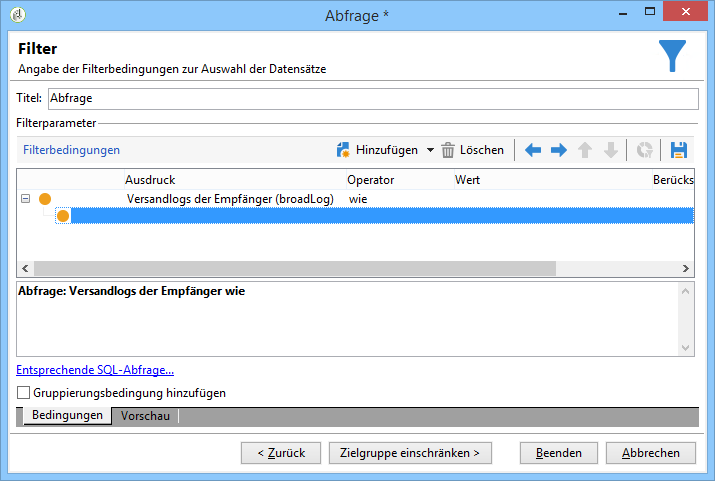 Abfrage *
Filter
Angabe der Filterbedingungen zur Auswahl der Datensätze
Titel: Abfrage
Filterparameter
Filterbedingungen Hinzufügen Löschen
Ausdruck Operator Wert Berücks
Versandlogs der Empfänger (broadLog) wie
Abfrage: Versandlogs der Empfänger wie
Entsprechende SQL-Abfrage...
Gruppierungsbedingung hinzufügen
Bedingungen Vorschau
< Zurück Zielgruppe einschränken > Beenden Abbrechen